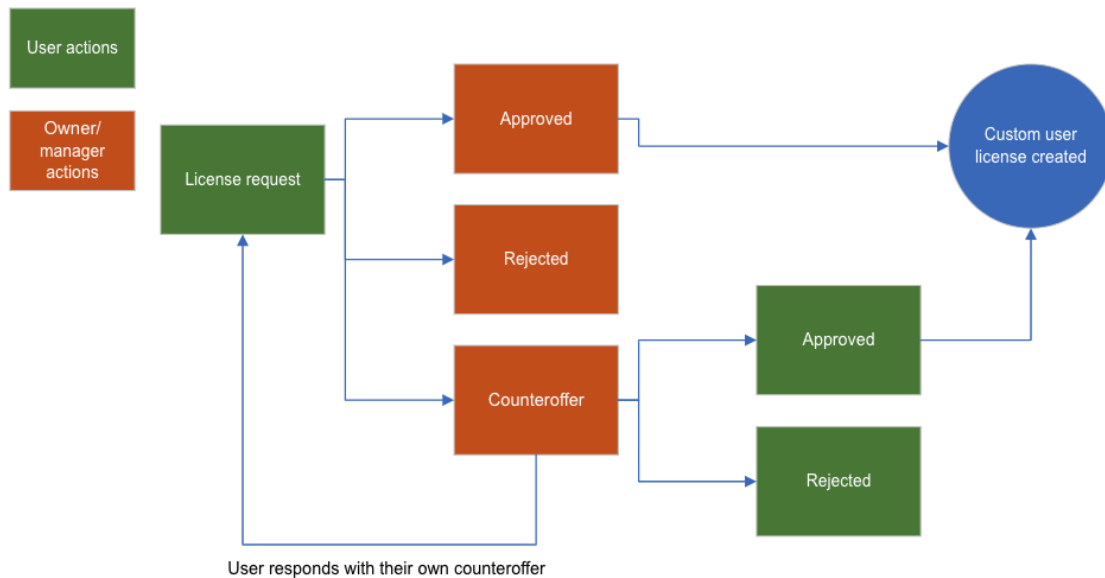 User actions
Owner/
manager
actions
License request
Approved
Rejected
Counteroffer
Custom user
license created
Approved
Rejected
User responds with their own counteroffer